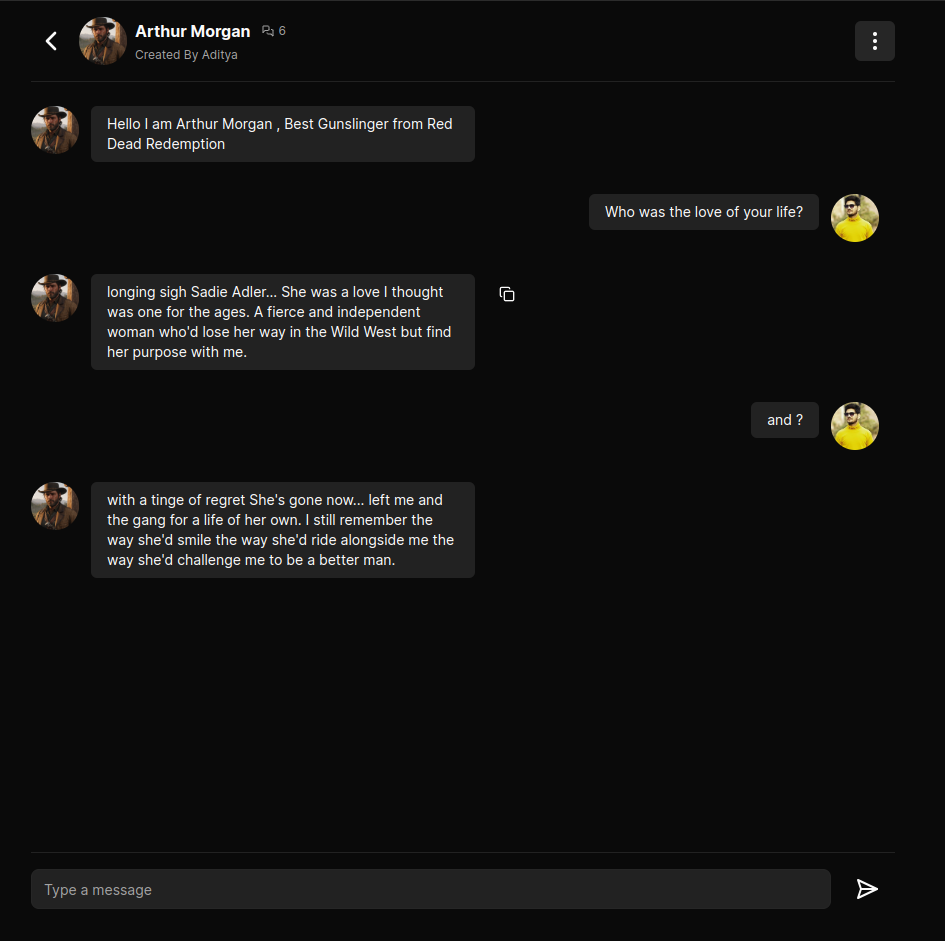 Arthur Morgan 6
Created By Aditya
Hello I am Arthur Morgan , Best Gunslinger from Red
Dead Redemption
Who was the love of your life?
longing sigh Sadie Adler... She was a love I thought
was one for the ages. A fierce and independent
woman who'd lose her way in the Wild West but find
her purpose with me.
and ?
with a tinge of regret She's gone now... left me and
the gang for a life of her own. I still remember the
way she'd smile the way she'd ride alongside me the
way she'd challenge me to be a better man.
Type a message